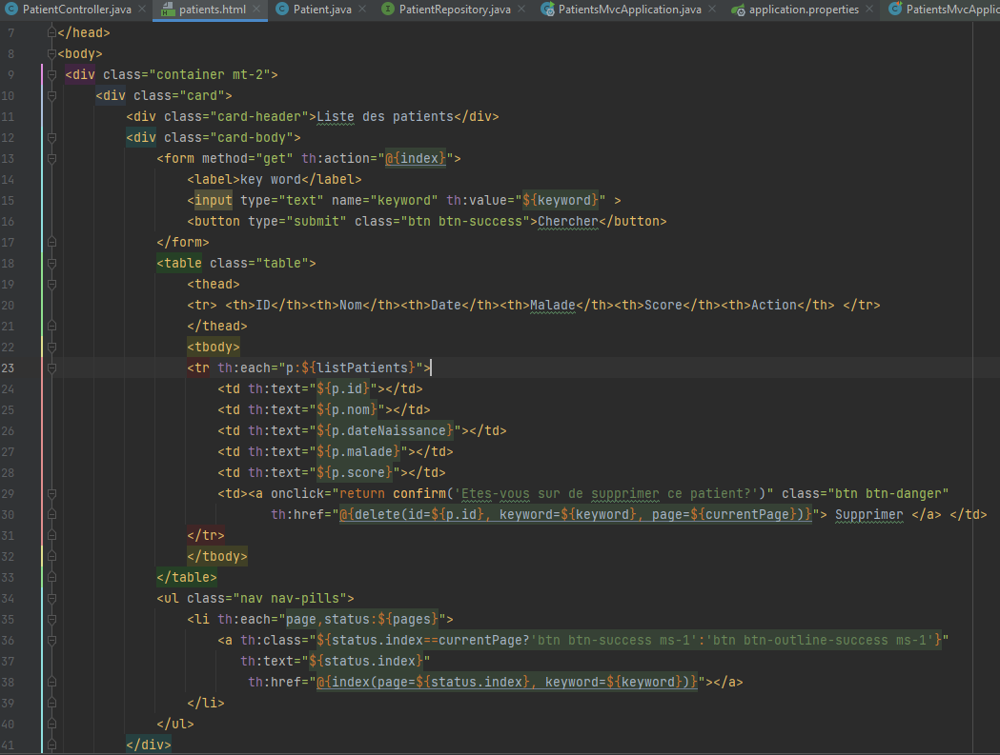 PatientController.java patients.html Patient.java PatientRepository.java PatientsMvcApplication.java application.properties PatientsMvcApplic
7 </head>
8 <body>
9 <div class="container mt-2">
10 <div class="card">
11 <div class="card-header">Liste des patients</div>
12 <div class="card-body">
13 <form method="get" th:action="@{index}">
14 <label>key word</label>
15 <input type="text" name="keyword" th:value="${keyword}" >
16 <button type="submit" class="btn btn-success">Chercher</button>
17 </form>
18 <table class="table">
19 <thead>
20 <tr> <th>ID</th><th>Nom</th><th>Date</th><th>Malade</th><th>Score</th><th>Action</th> </tr>
21 </thead>
22 <tbody>
23 <tr th:each="p:${listPatients}">
24 <td th:text="${p.id}"></td>
25 <td th:text="${p.nom}"></td>
26 <td th:text="${p.dateNaissance}"></td>
27 <td th:text="${p.malade}"></td>
28 <td th:text="${p.score}"></td>
29 <td><a onclick="return confirm('Etes-vous sur de supprimer ce patient?')" class="btn btn-danger"
30 th:href="@{delete(id=${p.id}, keyword=${keyword}, page=${currentPage})}"> Supprimer </a> </td>
31 </tr>
32 </tbody>
33 </table>
34 <ul class="nav nav-pills">
35 <li th:each="page,status:${pages}">
36 <a th:class="${status.index==currentPage?'btn btn-success ms-1':'btn btn-outline-success ms-1'}"
37 th:text="${status.index}"
38 th:href="@{index(page=${status.index}, keyword=${keyword})}"></a>
39 </li>
40 </ul>
41 </div>